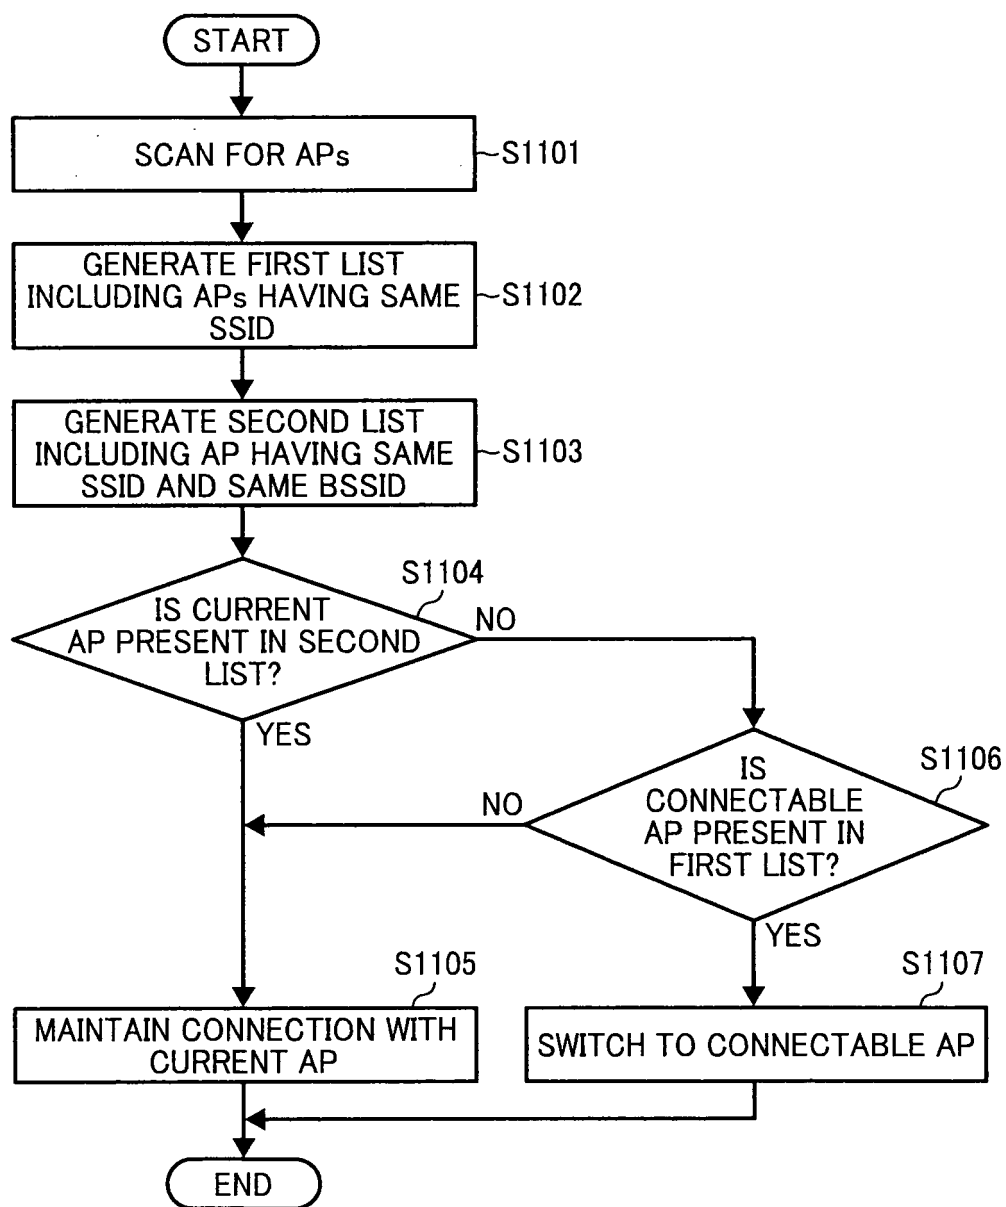 START
SCAN FOR APs
S1101
GENERATE FIRST LIST
INCLUDING APs HAVING SAME
SSID
S1102
GENERATE SECOND LIST
INCLUDING AP HAVING SAME
SSID AND SAME BSSID
S1103
S1104
IS CURRENT
AP PRESENT IN SECOND
LIST?
NO
YES
S1106
IS
CONNECTABLE
AP PRESENT IN
FIRST LIST?
NO
YES
S1105
MAINTAIN CONNECTION WITH
CURRENT AP
S1107
SWITCH TO CONNECTABLE AP
END